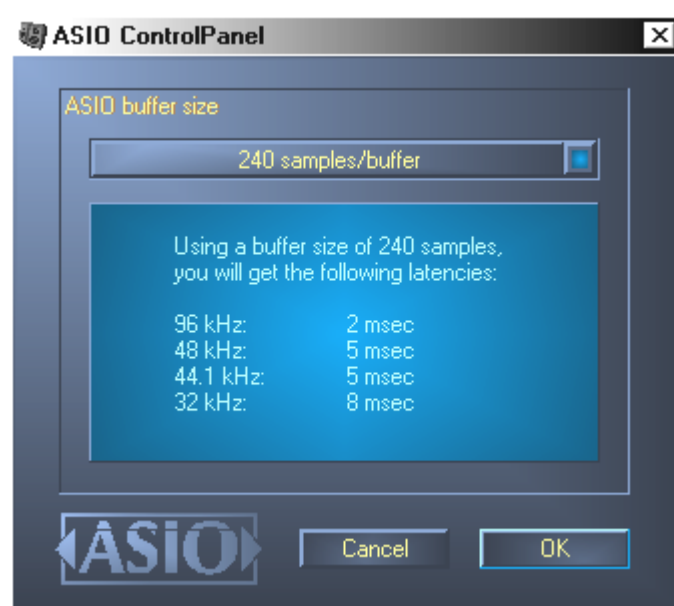 ASIO ControlPanel
ASIO buffer size
240 samples/buffer
Using a buffer size of 240 samples,
you will get the following latencies:
96 kHz: 2 msec
48 kHz: 5 msec
44.1 kHz: 5 msec
32 kHz: 8 msec
ASIO
Cancel
OK